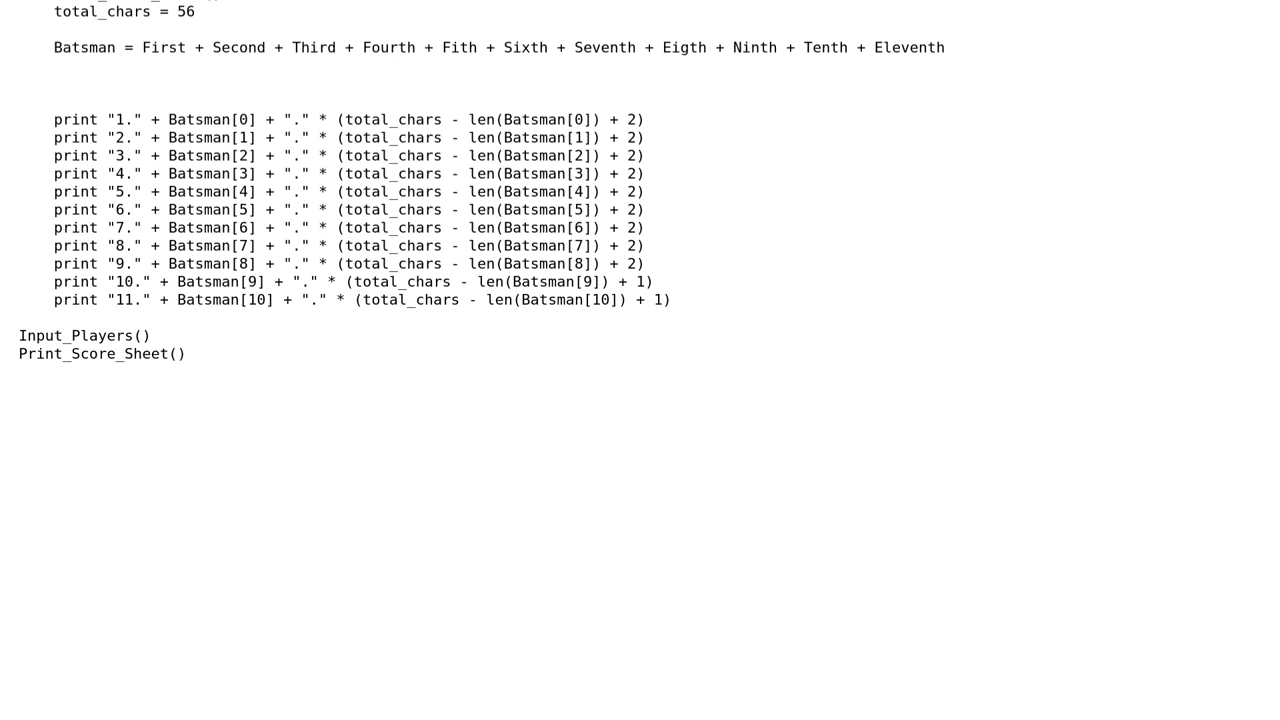 total_chars = 56
Batsman = First + Second + Third + Fourth + Fith + Sixth + Seventh + Eigth + Ninth + Tenth + Eleventh
print "1." + Batsman[0] + "." * (total_chars - len(Batsman[0]) + 2)
print "2." + Batsman[1] + "." * (total_chars - len(Batsman[1]) + 2)
print "3." + Batsman[2] + "." * (total_chars - len(Batsman[2]) + 2)
print "4." + Batsman[3] + "." * (total_chars - len(Batsman[3]) + 2)
print "5." + Batsman[4] + "." * (total_chars - len(Batsman[4]) + 2)
print "6." + Batsman[5] + "." * (total_chars - len(Batsman[5]) + 2)
print "7." + Batsman[6] + "." * (total_chars - len(Batsman[6]) + 2)
print "8." + Batsman[7] + "." * (total_chars - len(Batsman[7]) + 2)
print "9." + Batsman[8] + "." * (total_chars - len(Batsman[8]) + 2)
print "10." + Batsman[9] + "." * (total_chars - len(Batsman[9]) + 1)
print "11." + Batsman[10] + "." * (total_chars - len(Batsman[10]) + 1)
Input_Players()
Print_Score_Sheet()